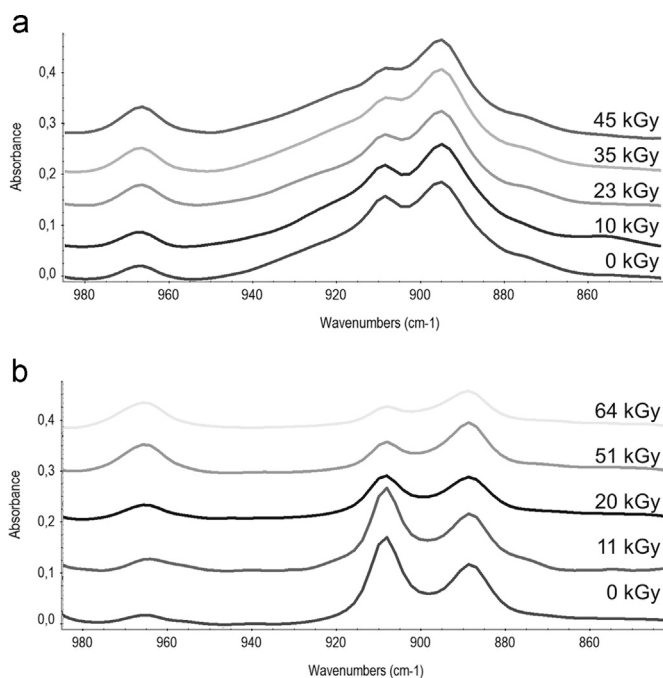 a
0,4
0,3
0,2
0,1
0,0
Absorbance
45 kGy
35 kGy
23 kGy
10 kGy
0 kGy
980 960 940 920 900 880 860
Wavenumbers (cm-1)
b
0,4
0,3
0,2
0,1
0,0
Absorbance
64 kGy
51 kGy
20 kGy
11 kGy
0 kGy
980 960 940 920 900 880 860
Wavenumbers (cm-1)